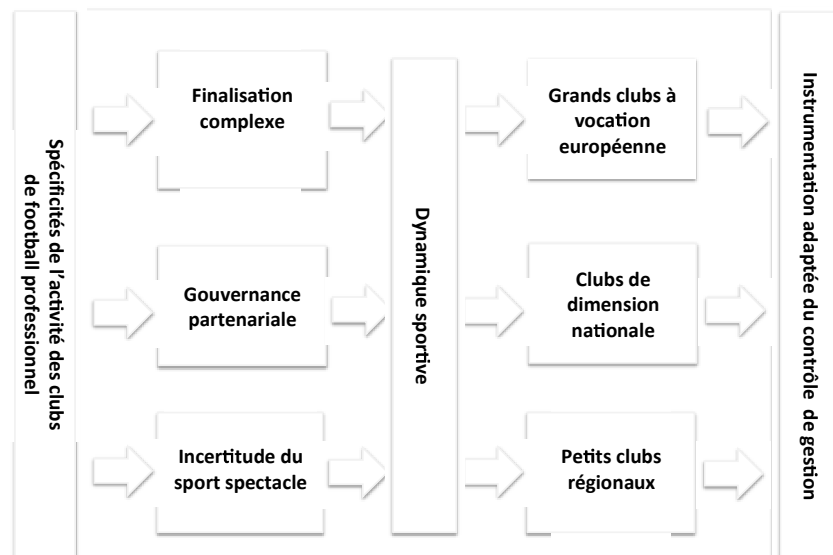 Spécificités de l'activité des clubs
de football professionnel
Finalisation
complexe
Gouvernance
partenariale
Incertitude du
sport spectacle
Dynamique sportive
Grands clubs à
vocation
européenne
Clubs de
dimension
nationale
Petits clubs
régionaux
Instrumentation adaptée du contrôle de gestion